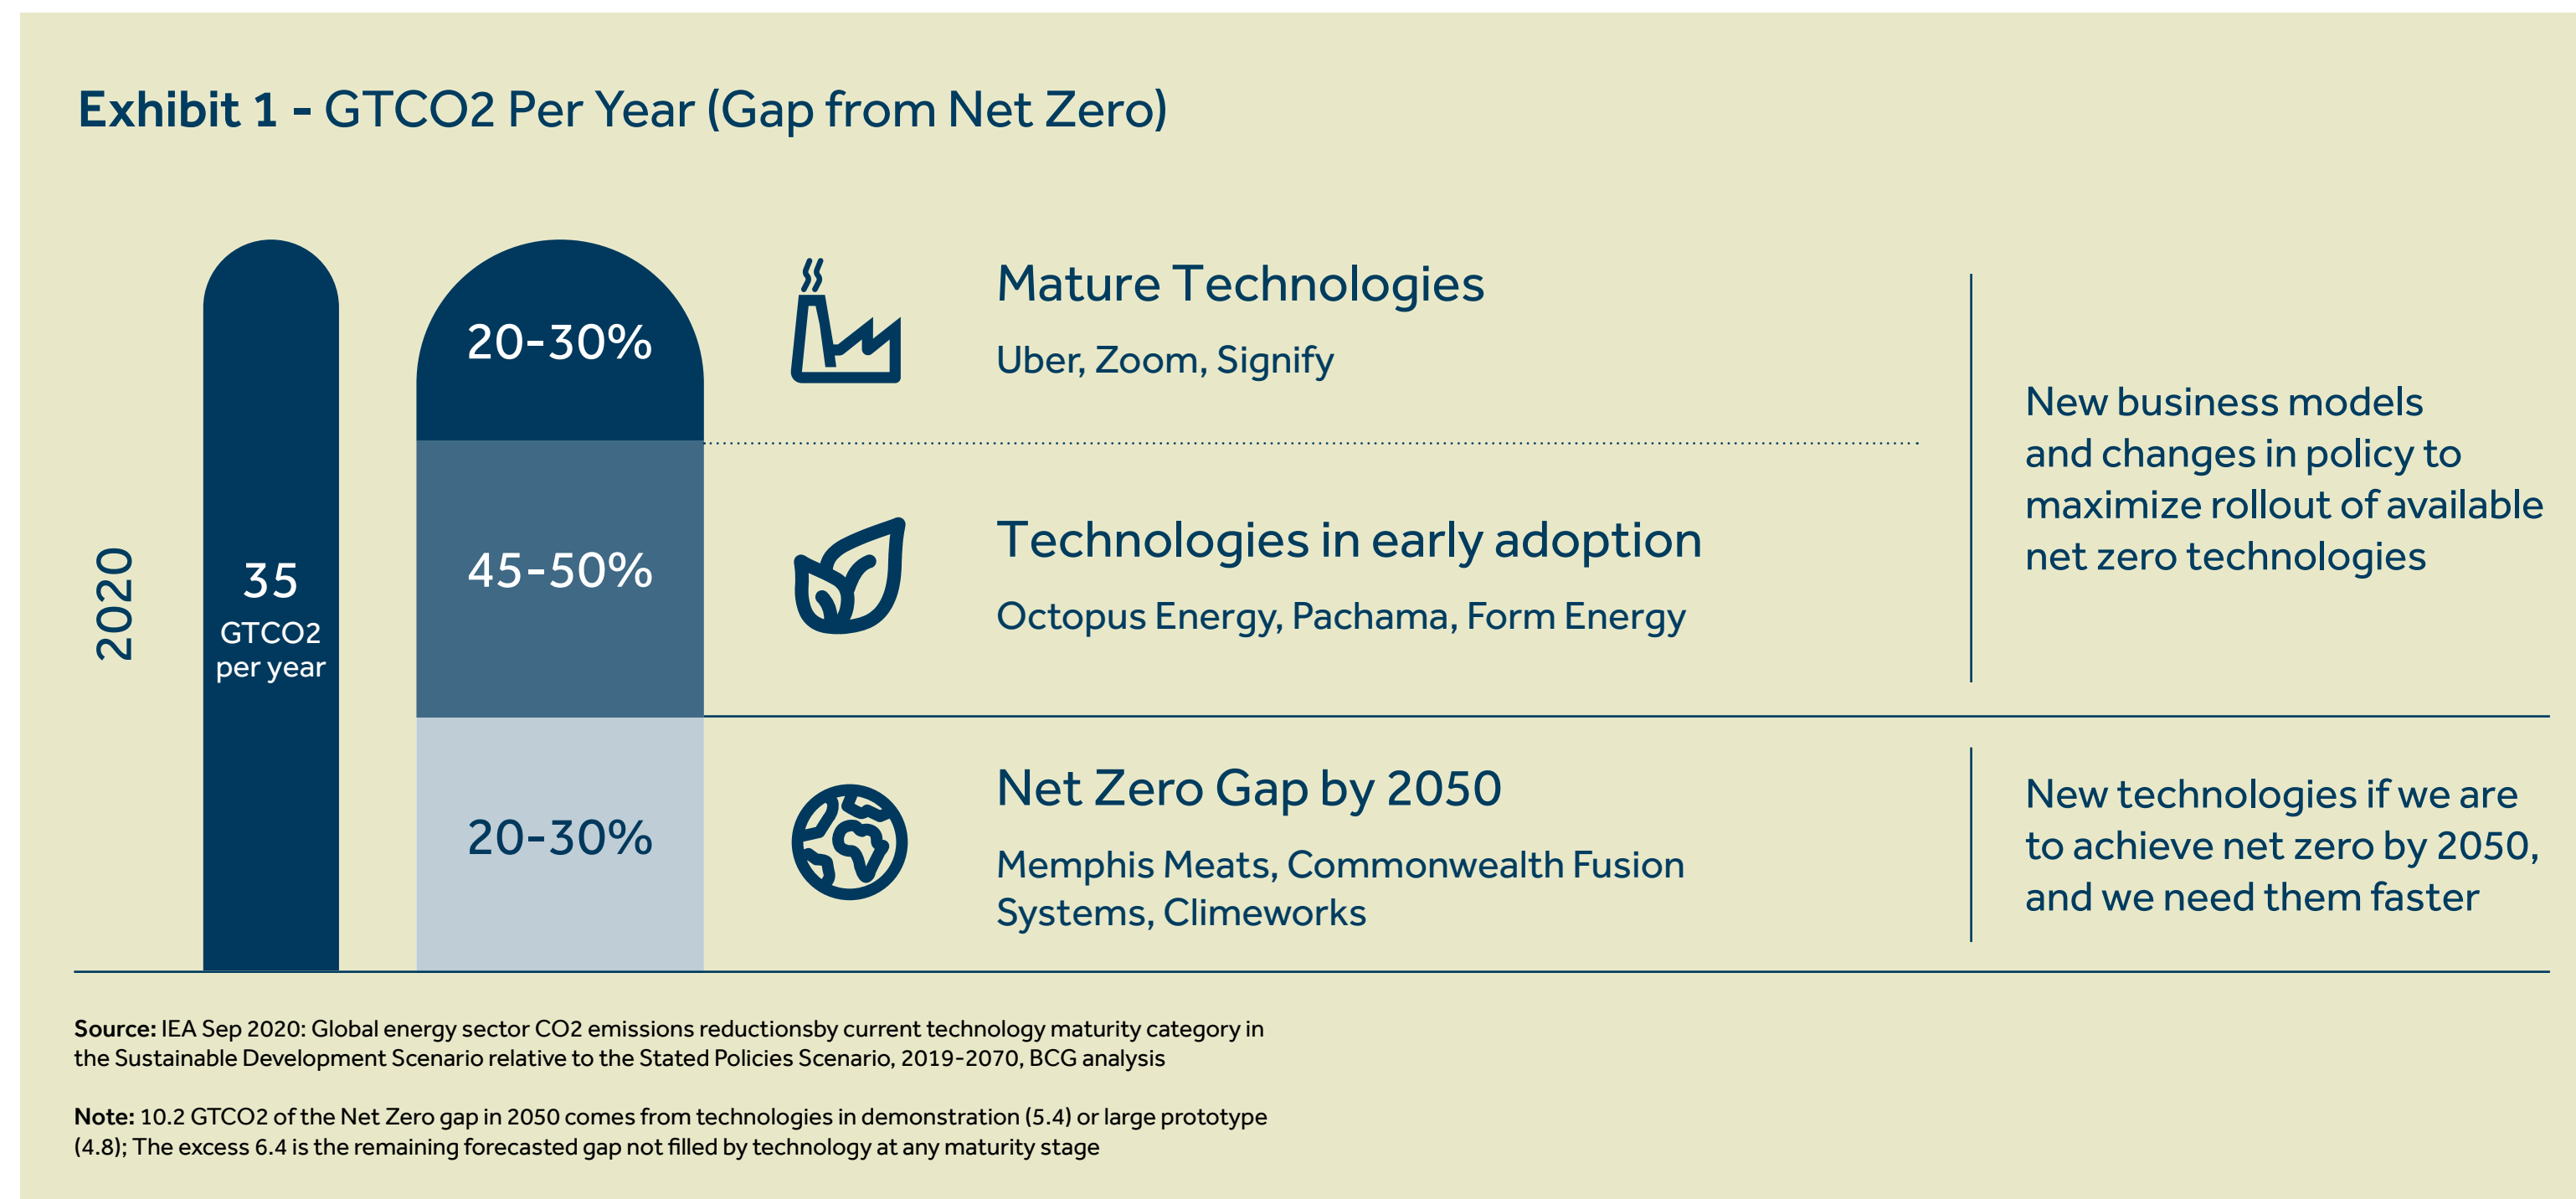 Exhibit 1 - GTCO2 Per Year (Gap from Net Zero)
2020
35
GTCO2
per year
20-30%
Mature Technologies
Uber, Zoom, Signify
45-50%
Technologies in early adoption
Octopus Energy, Pachama, Form Energy
New business models
and changes in policy to
maximize rollout of available
net zero technologies
20-30%
Net Zero Gap by 2050
Memphis Meats, Commonwealth Fusion
Systems, Climeworks
New technologies if we are
to achieve net zero by 2050,
and we need them faster
Source: IEA Sep 2020: Global energy sector CO2 emissions reductionsby current technology maturity category in
the Sustainable Development Scenario relative to the Stated Policies Scenario, 2019-2070, BCG analysis
Note: 10.2 GTCO2 of the Net Zero gap in 2050 comes from technologies in demonstration (5.4) or large prototype
(4.8); The excess 6.4 is the remaining forecasted gap not filled by technology at any maturity stage